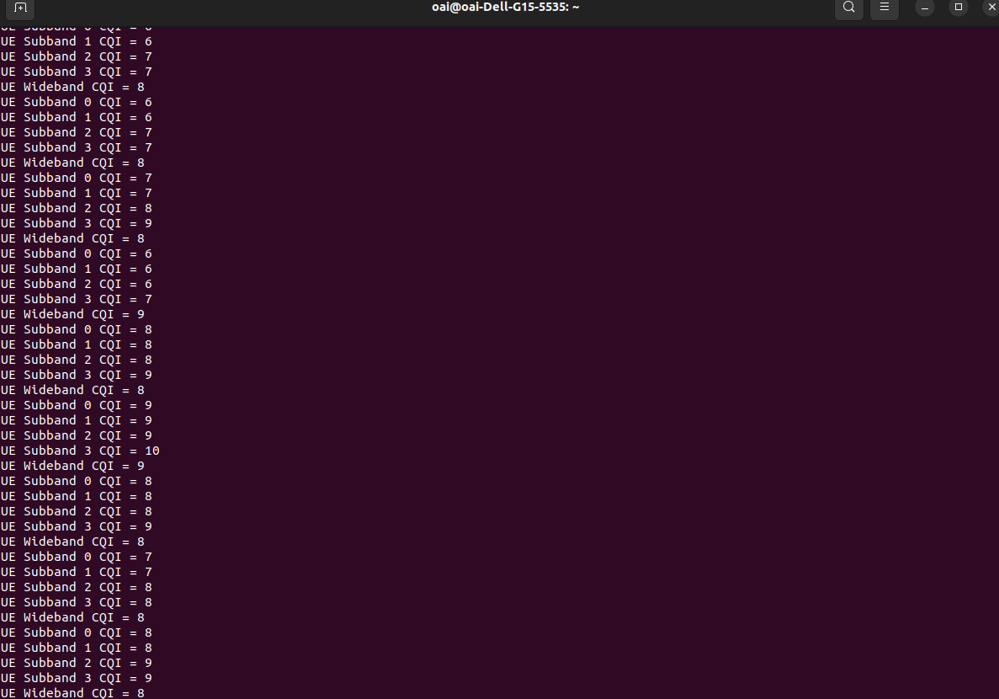 oai@oai-Dell-G15-5535: ~
UE Subband 0 CQI = 6
UE Subband 1 CQI = 6
UE Subband 2 CQI = 7
UE Subband 3 CQI = 7
UE Wideband CQI = 8
UE Subband 0 CQI = 6
UE Subband 1 CQI = 6
UE Subband 2 CQI = 7
UE Subband 3 CQI = 7
UE Wideband CQI = 8
UE Subband 0 CQI = 7
UE Subband 1 CQI = 7
UE Subband 2 CQI = 8
UE Subband 3 CQI = 9
UE Wideband CQI = 8
UE Subband 0 CQI = 6
UE Subband 1 CQI = 6
UE Subband 2 CQI = 6
UE Subband 3 CQI = 7
UE Wideband CQI = 9
UE Subband 0 CQI = 8
UE Subband 1 CQI = 8
UE Subband 2 CQI = 8
UE Subband 3 CQI = 9
UE Wideband CQI = 8
UE Subband 0 CQI = 9
UE Subband 1 CQI = 9
UE Subband 2 CQI = 9
UE Subband 3 CQI = 10
UE Wideband CQI = 9
UE Subband 0 CQI = 8
UE Subband 1 CQI = 8
UE Subband 2 CQI = 8
UE Subband 3 CQI = 9
UE Wideband CQI = 8
UE Subband 0 CQI = 7
UE Subband 1 CQI = 7
UE Subband 2 CQI = 8
UE Subband 3 CQI = 8
UE Wideband CQI = 8
UE Subband 0 CQI = 8
UE Subband 1 CQI = 8
UE Subband 2 CQI = 9
UE Subband 3 CQI = 9
UE Wideband CQI = 8